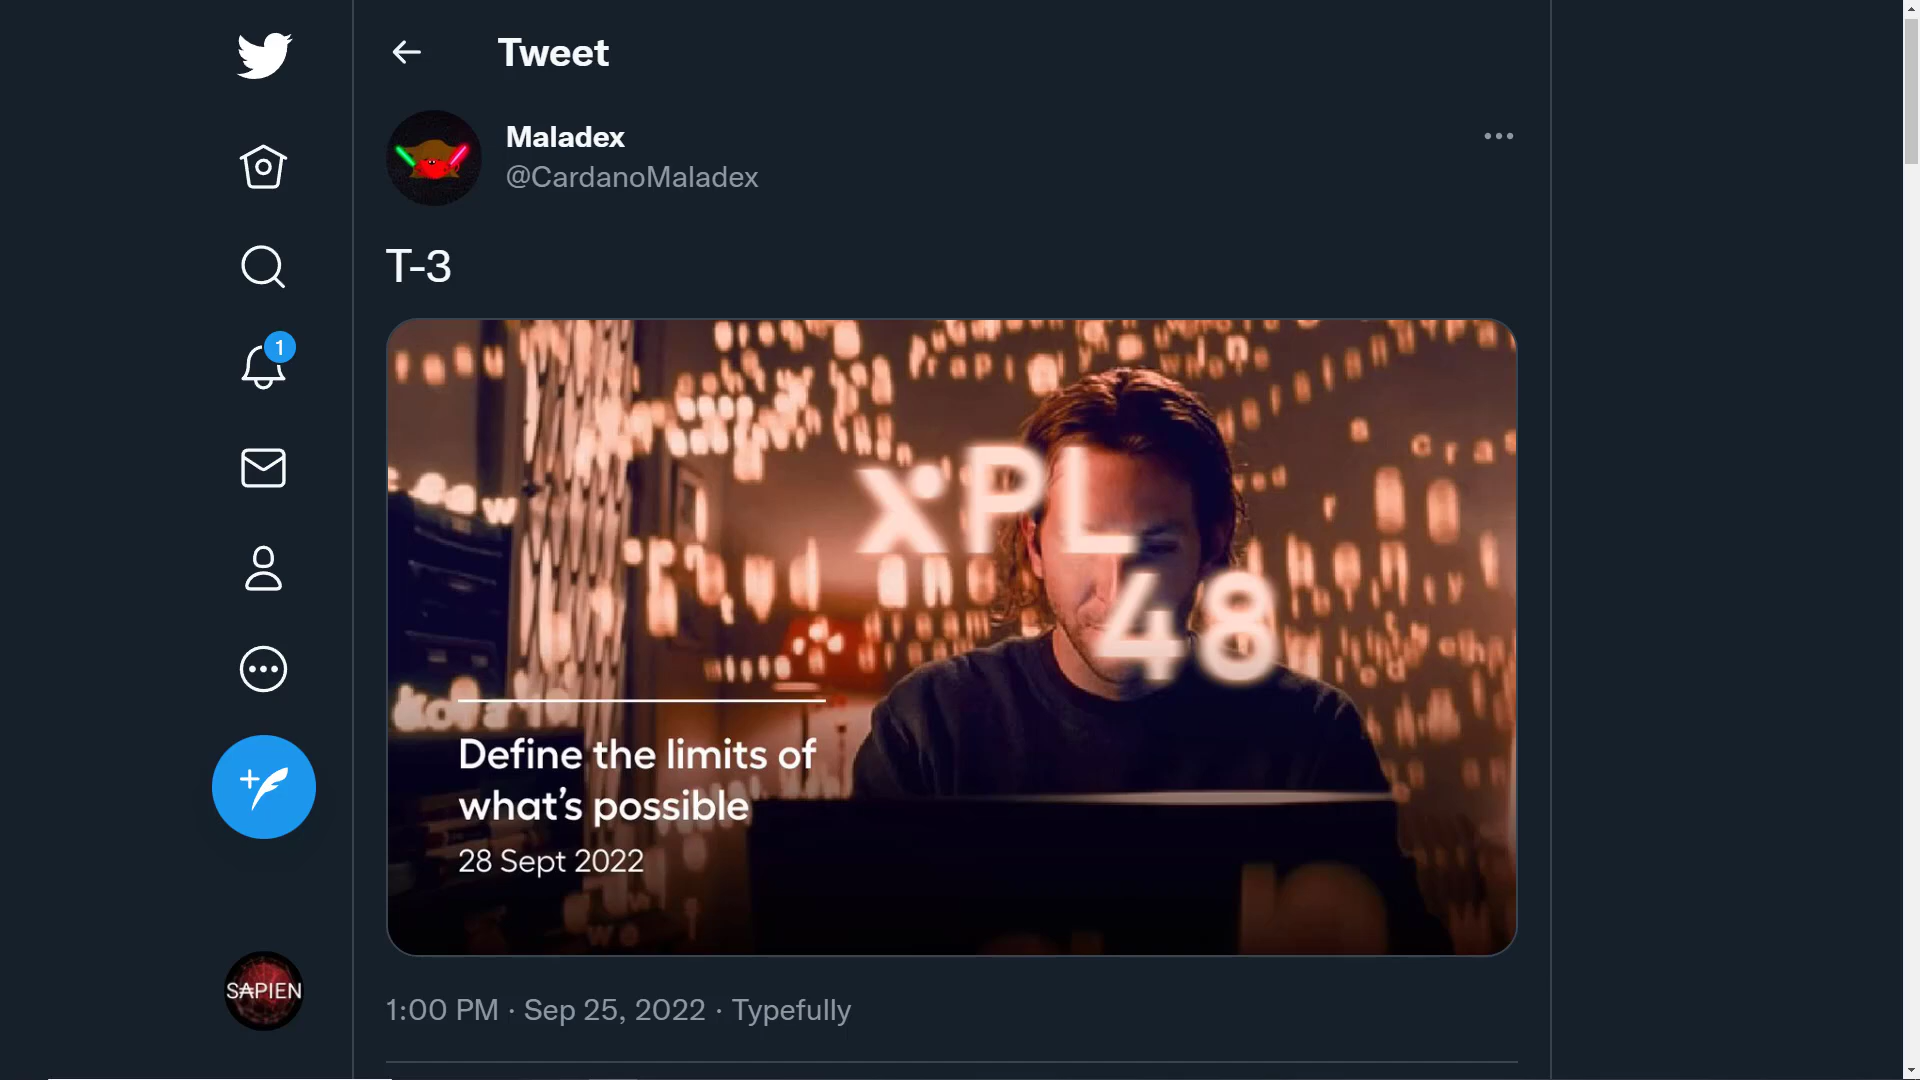 Tweet
Maladex
@CardanoMaladex
T-3
1
xPL
48
Define the limits of
what's possible
28 Sept 2022
SAPIEN
1:00 PM · Sep 25, 2022 · Typefully